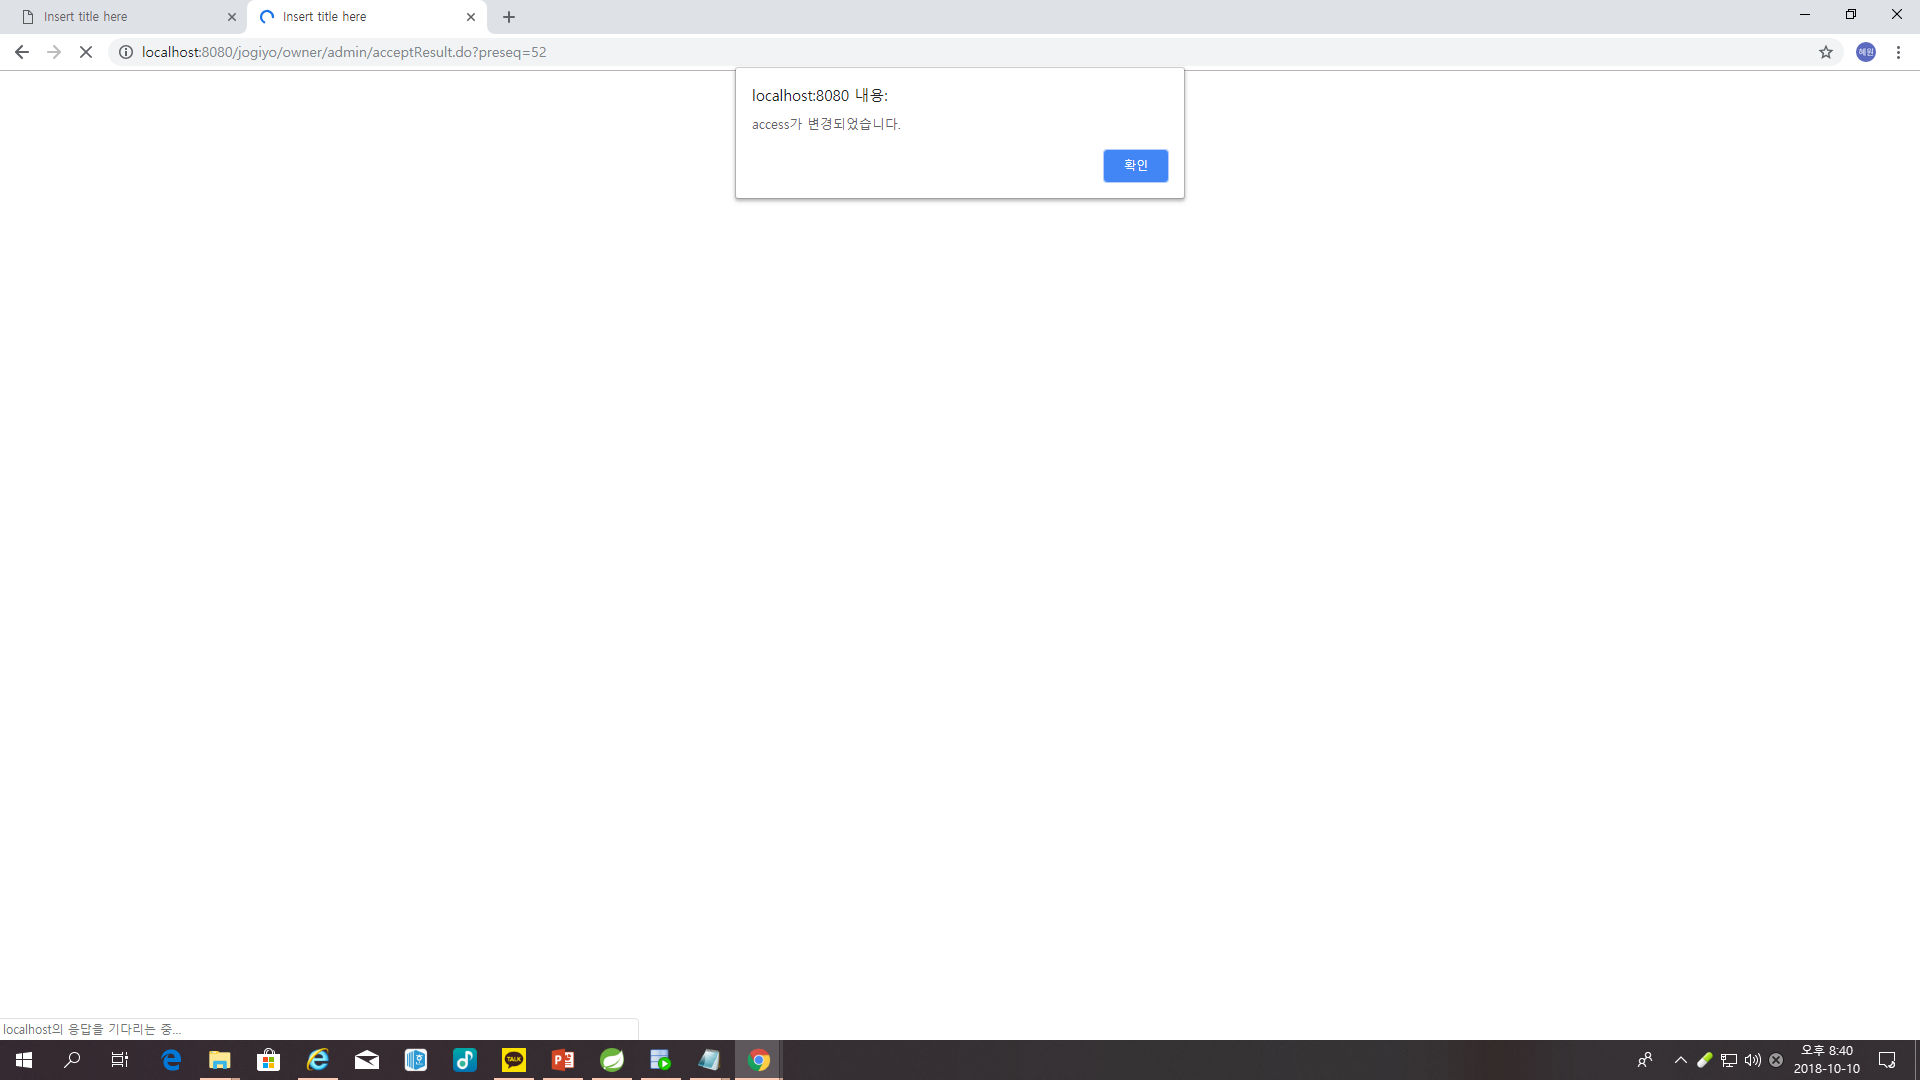 Insert title here
Insert title here
localhost:8080/jogiyo/owner/admin/acceptResult.do?preseq=52
혜원
localhost:8080 내용:
access가 변경되었습니다.
확인
localhost의 응답을 기다리는 중...
TALK
오후 8:40
2018-10-10